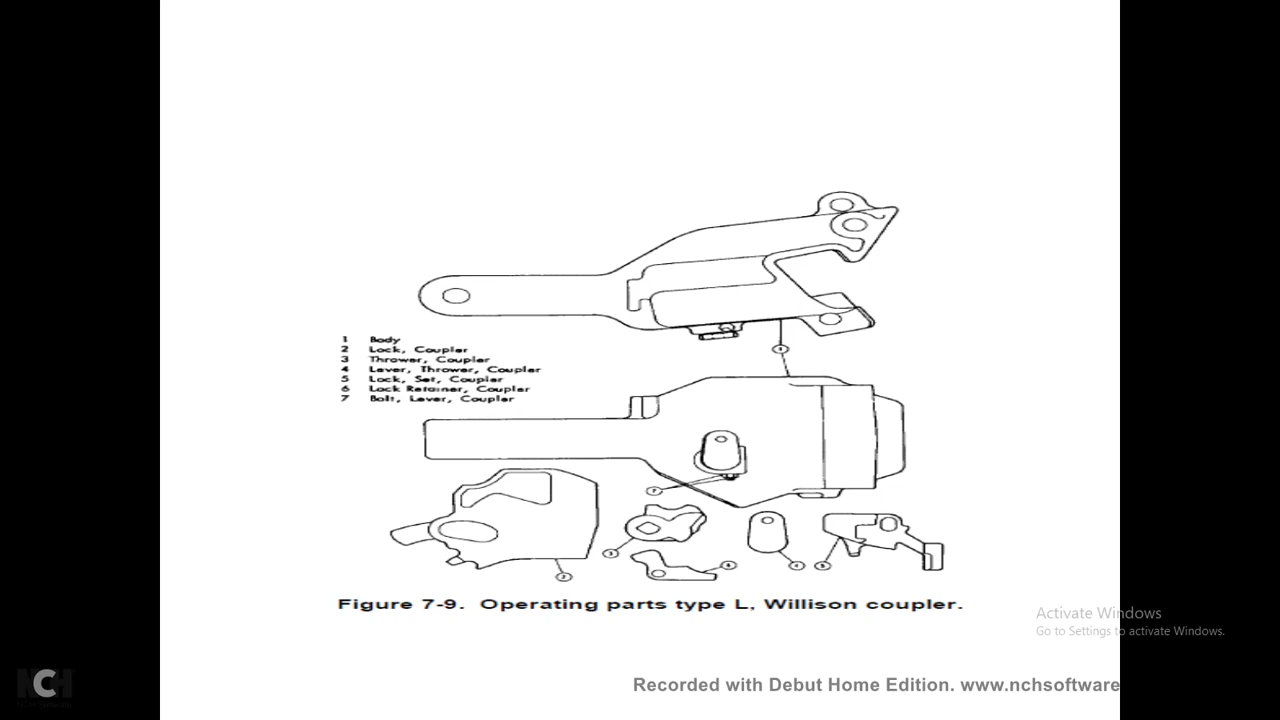 1 Body
2 Lock, Coupler
3 Thrower, Coupler
4 Lever, Thrower, Coupler
5 Lock, Set, Coupler
6 Lock Retainer, Coupler
7 Bolt, Lever, Coupler
Figure 7-9. Operating parts type L, Willison coupler.
Activate Windows
Go to Settings to activate Windows.
NCH
Recorded with Debut Home Edition. www.nchsoftware